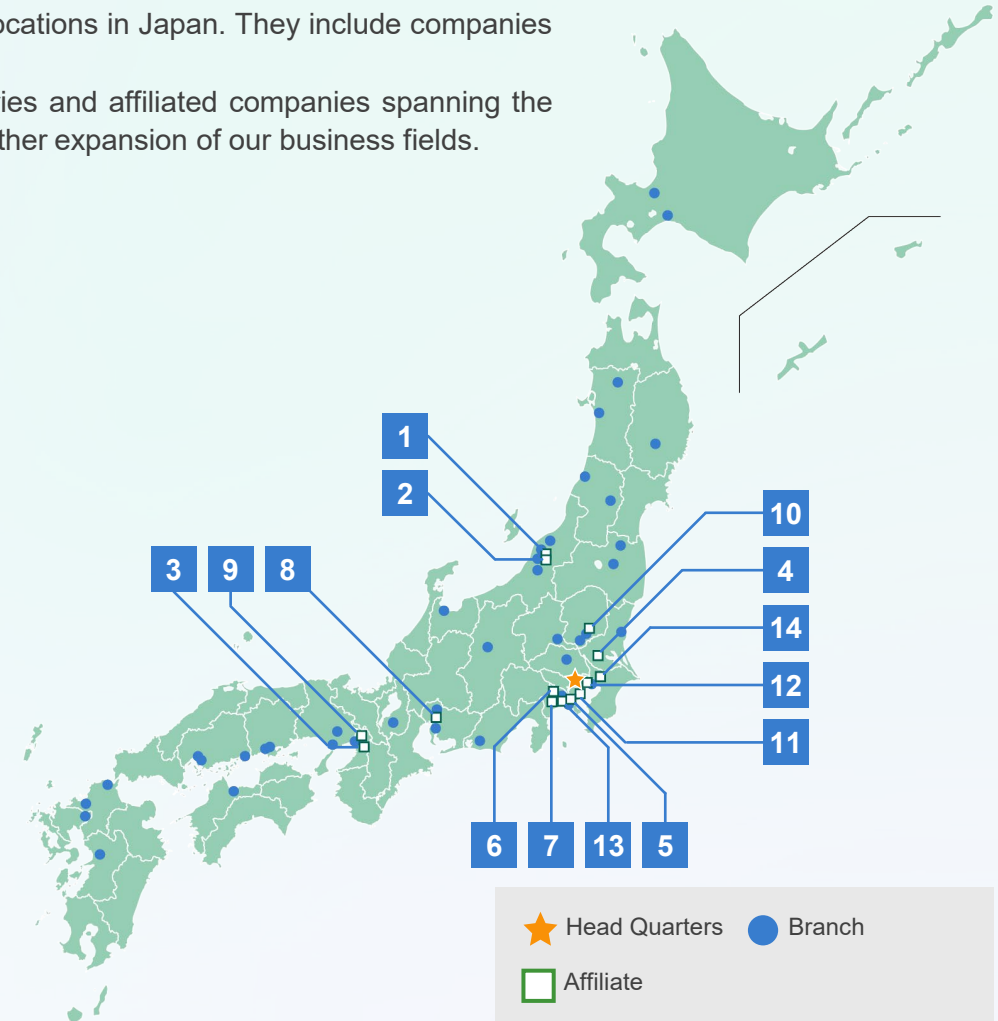 ocations in Japan. They include companies
ries and affiliated companies spanning the
ther expansion of our business fields.
1
2
10
3
9
8
4
14
12
11
6
7
13
5
Head Quarters
Branch
Affiliate